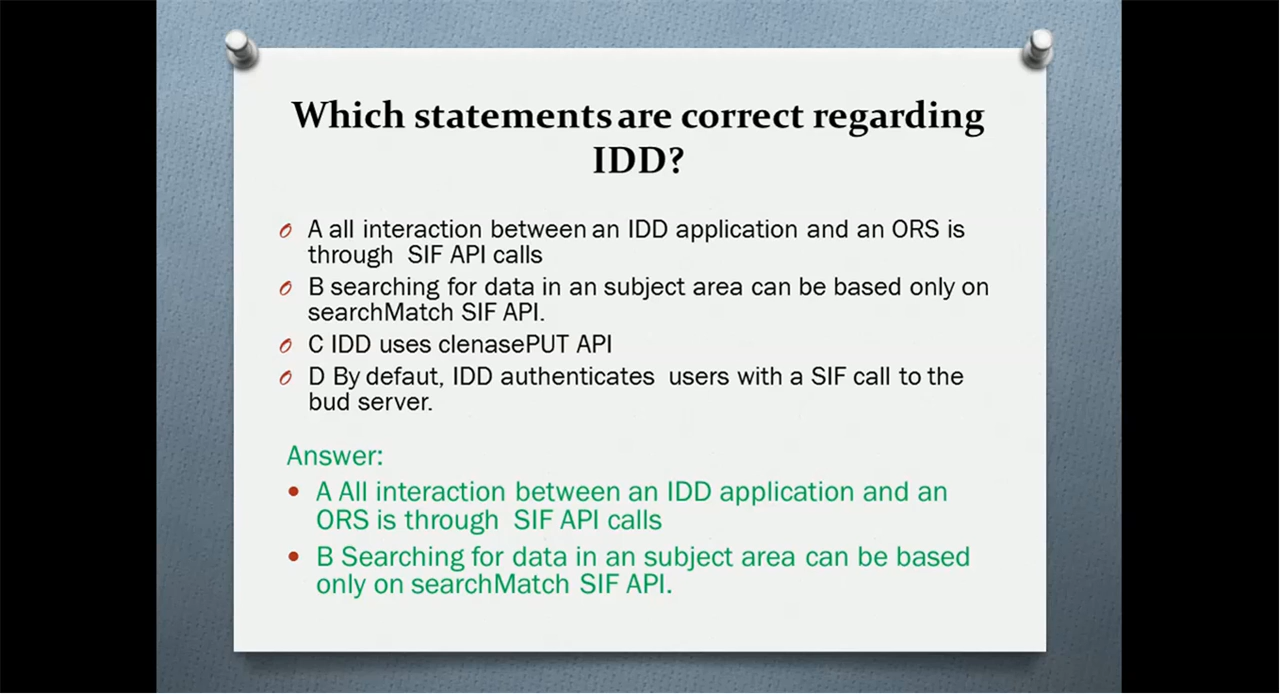 Which statements are correct regarding
IDD?
A all interaction between an IDD application and an ORS is
through SIF API calls
B searching for data in an subject area can be based only on
searchMatch SIF API.
C IDD uses clenasePUT API
D By defaut, IDD authenticates users with a SIF call to the
bud server.
Answer:
A All interaction between an IDD application and an
ORS is through SIF API calls
B Searching for data in an subject area can be based
only on searchMatch SIF API.